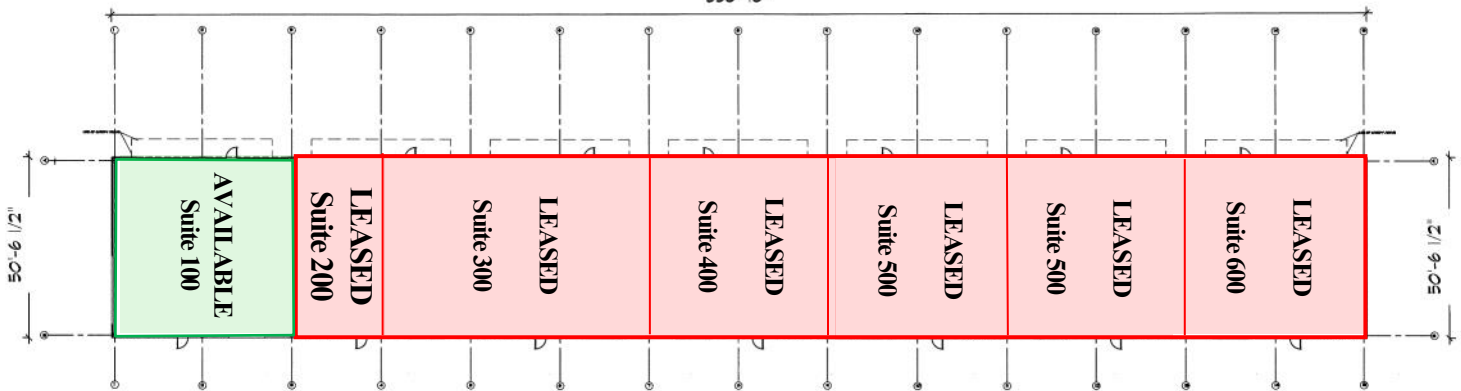 50'-6 1/2"
AVAILABLE
Suite 100
LEASED
Suite 200
LEASED
Suite 300
LEASED
Suite 400
LEASED
Suite 500
LEASED
Suite 500
LEASED
Suite 600
50'-6 1/2"